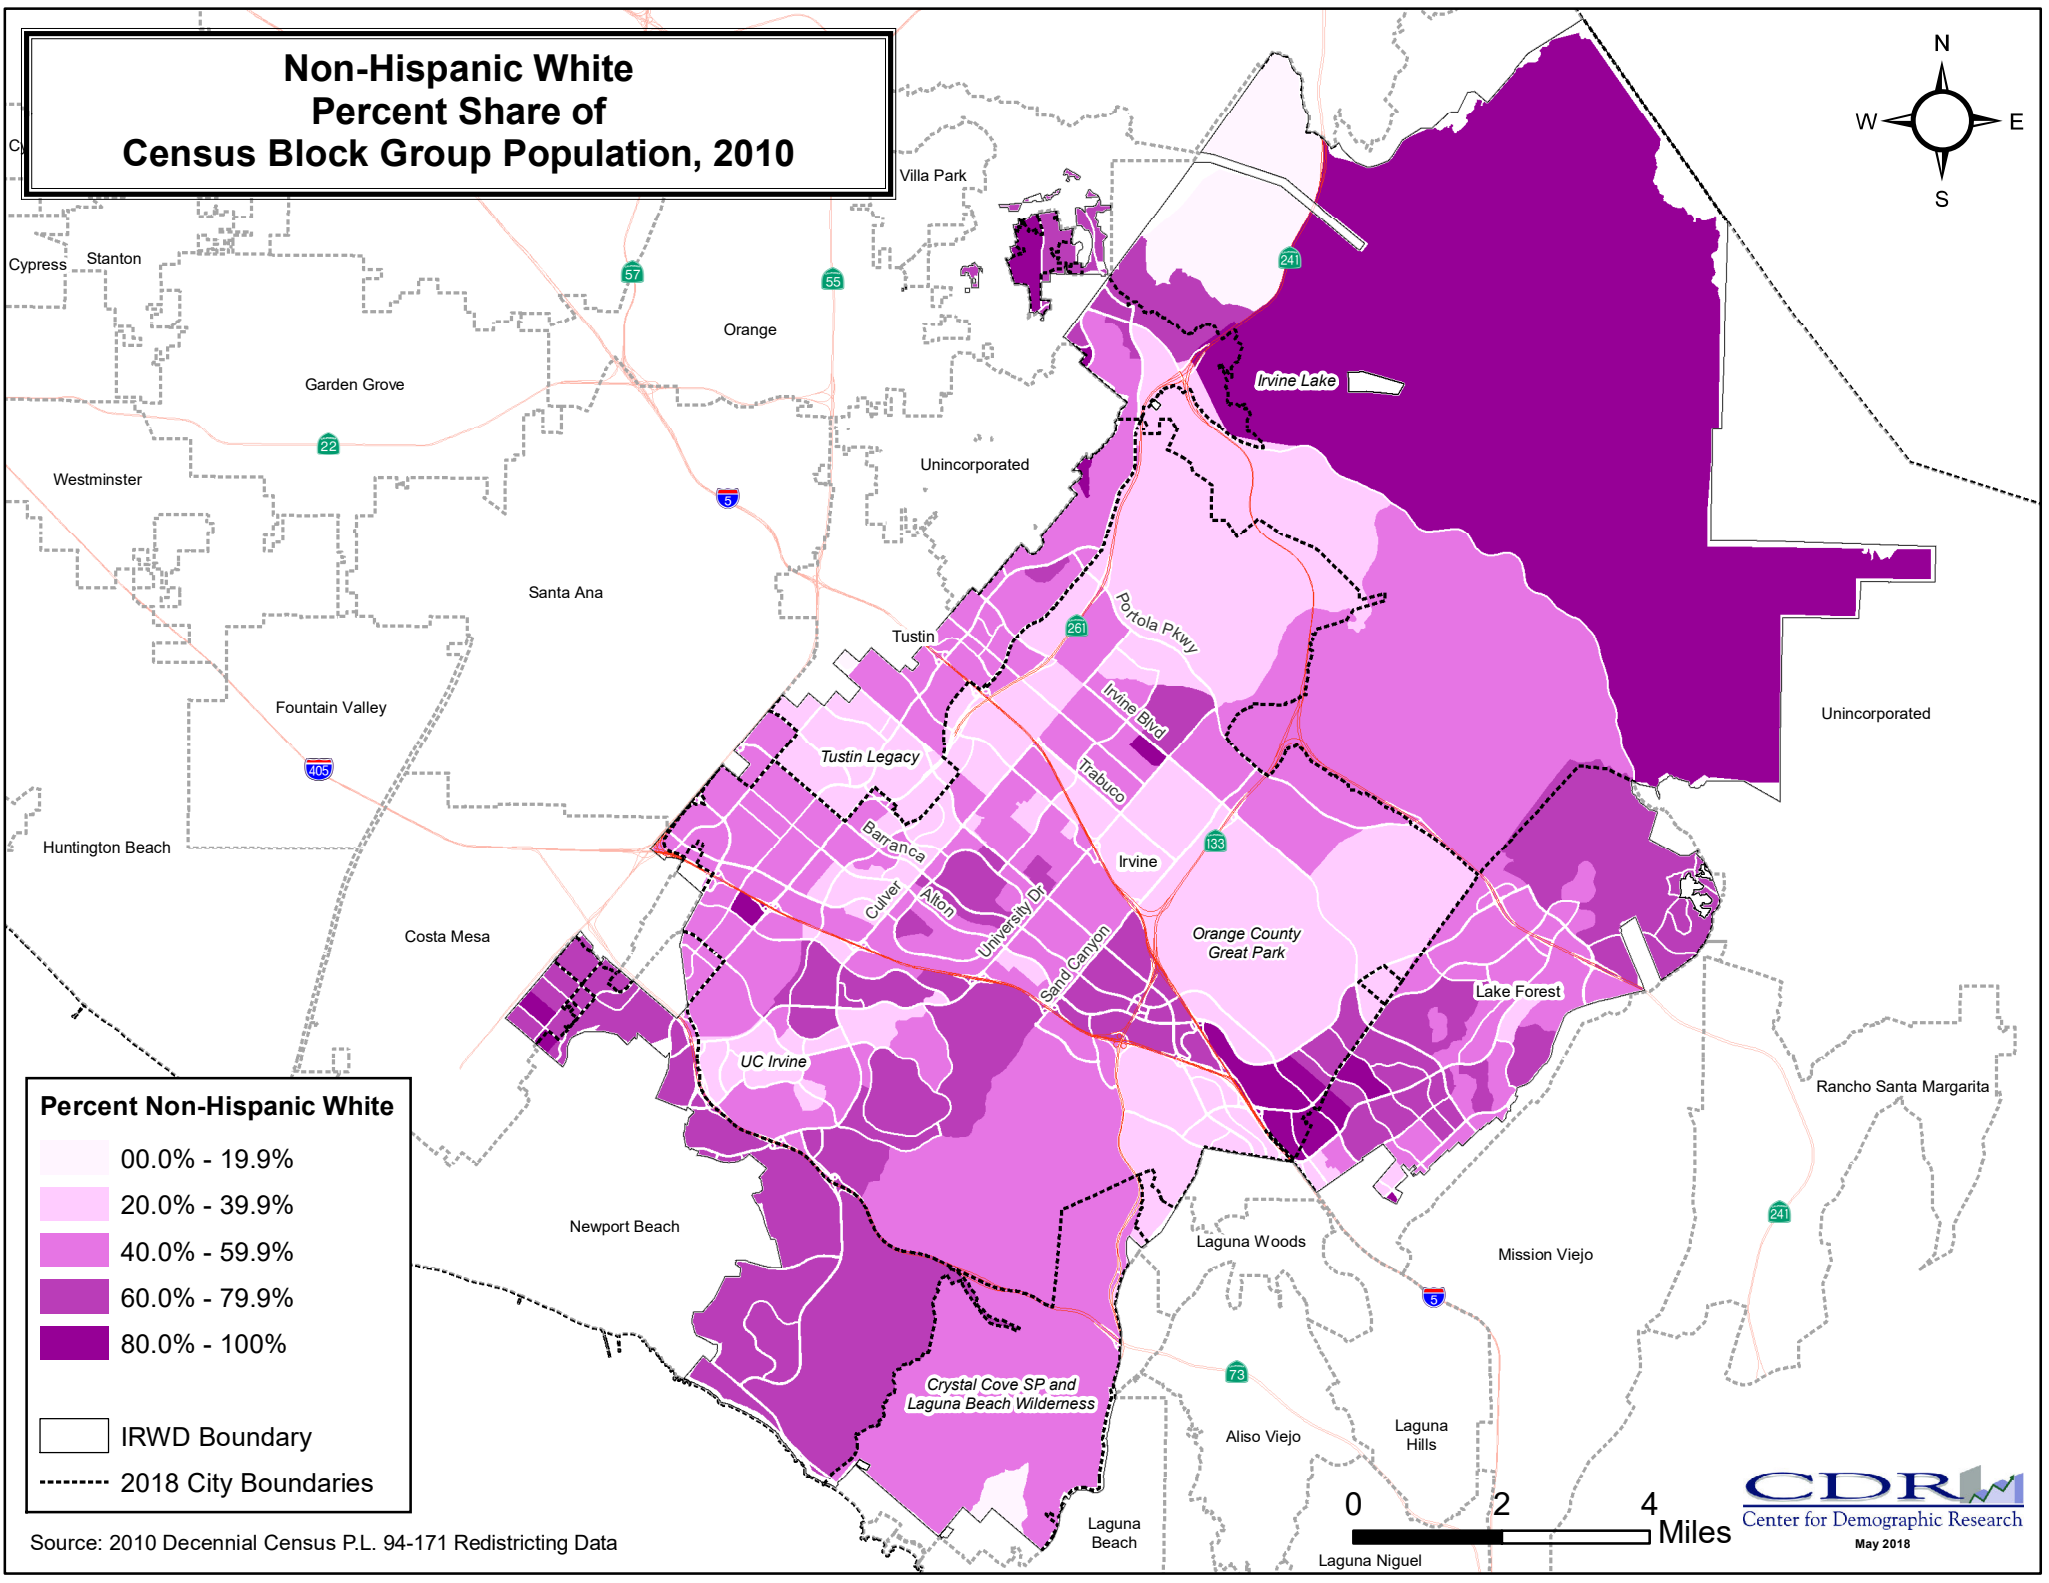 Non-Hispanic White
Percent Share of
Census Block Group Population, 2010
N
W
E
S
Villa Park
Cy
Cypress
Stanton
57
55
241
Orange
Garden Grove
Irvine Lake
22
Westminster
Unincorporated
5
Santa Ana
Portola Pkwy
261
Tustin
Fountain Valley
Irvine Blvd
Unincorporated
Tustin Legacy
405
Trabuco
Huntington Beach
Barranca
133
Irvine
Culver
Alton
University Dr
Costa Mesa
Orange County
Great Park
Sand Canyon
Lake Forest
UC Irvine
Rancho Santa Margarita
Percent Non-Hispanic White
00.0% - 19.9%
20.0% - 39.9%
40.0% - 59.9%
60.0% - 79.9%
80.0% - 100%
IRWD Boundary
2018 City Boundaries
Newport Beach
Laguna Woods
241
Mission Viejo
5
73
Crystal Cove SP and
Laguna Beach Wilderness
Aliso Viejo
Laguna
Hills
Laguna
Beach
Laguna Niguel
0 2 4
Miles
CDR
Center for Demographic Research
May 2018
Source: 2010 Decennial Census P.L. 94-171 Redistricting Data